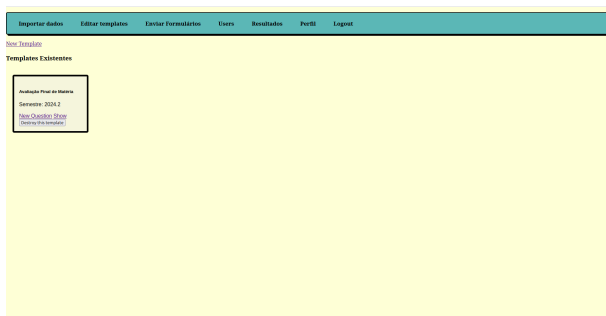 Importar dados Editar templates Enviar Formulários Users Resultados Perfil Logout
New Template
Templates Existentes
Avaliação Final de Matéria
Semestre: 2024.2
New Question Show
Destroy this template